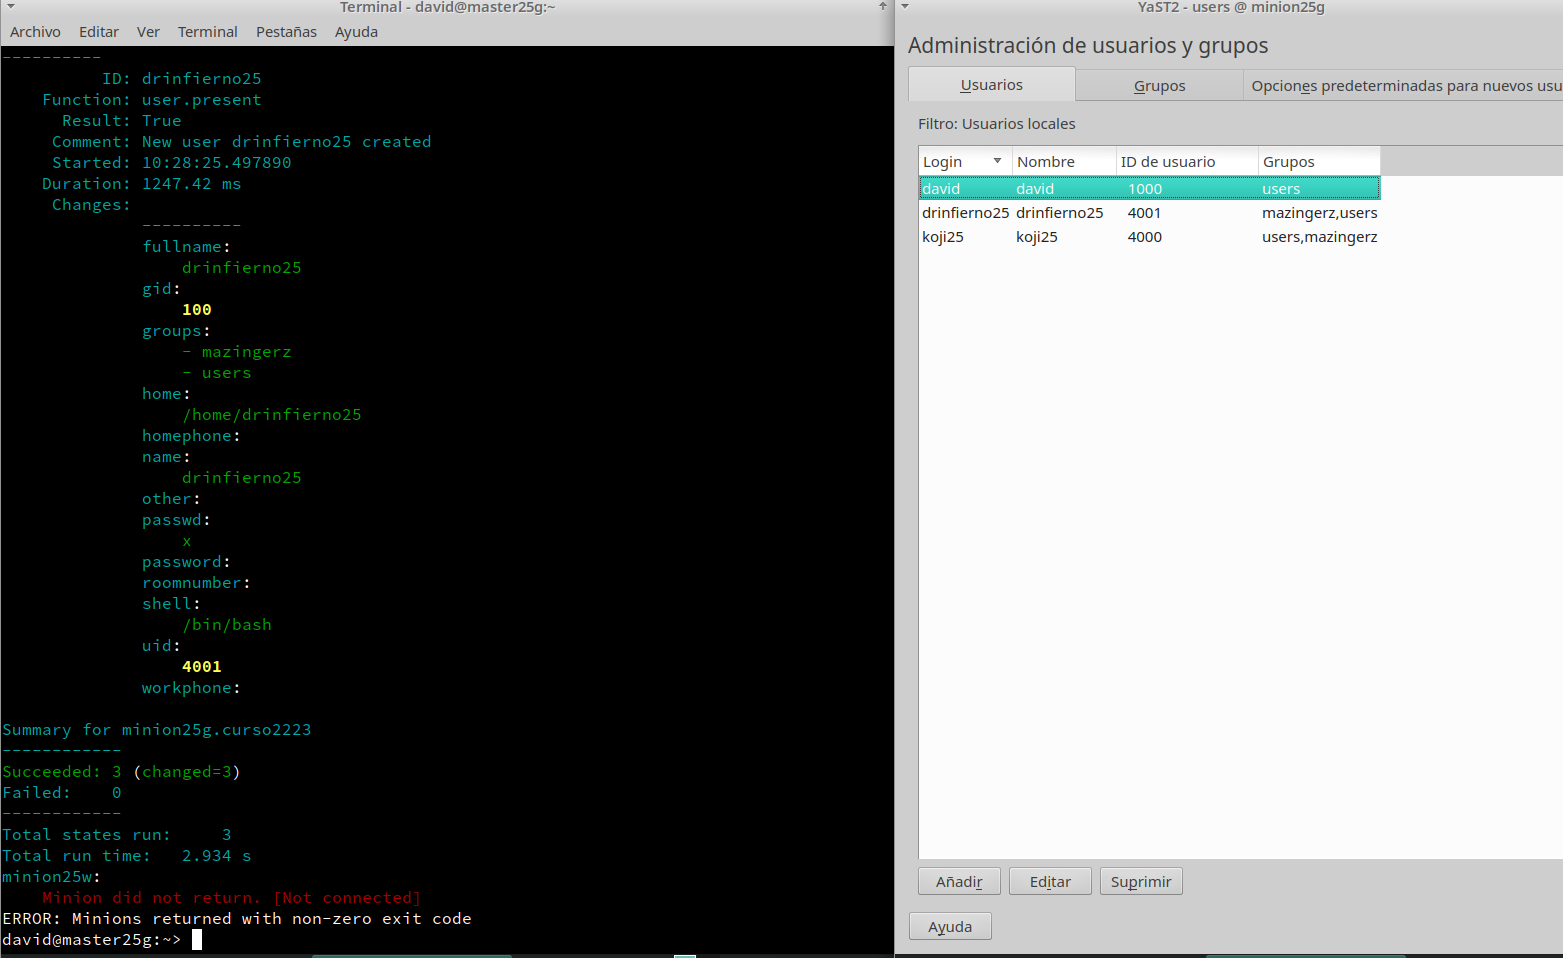 Terminal - david@master25g:~
Archivo Editar Ver Terminal Pestañas Ayuda
----------
ID: drinfierno25
Function: user.present
Result: True
Comment: New user drinfierno25 created
Started: 10:28:25.497890
Duration: 1247.42 ms
Changes:
----------
fullname:
drinfierno25
gid:
100
groups:
- mazingerz
- users
home:
/home/drinfierno25
homephone:
name:
drinfierno25
other:
passwd:
x
password:
roomnumber:
shell:
/bin/bash
uid:
4001
workphone:
Summary for minion25g.curso2223
------------
Succeeded: 3 (changed=3)
Failed: 0
------------
Total states run: 3
Total run time: 2.934 s
minion25w:
Minion did not return. [Not connected]
ERROR: Minions returned with non-zero exit code
david@master25g:~>
YaST2 - users @ minion25g
Administración de usuarios y grupos
Usuarios Grupos Opciones predeterminadas para nuevos usu
Filtro: Usuarios locales
Login Nombre ID de usuario Grupos
david david 1000 users
drinfierno25 drinfierno25 4001 mazingerz,users
koji25 koji25 4000 users,mazingerz
Añadir Editar Suprimir
Ayuda